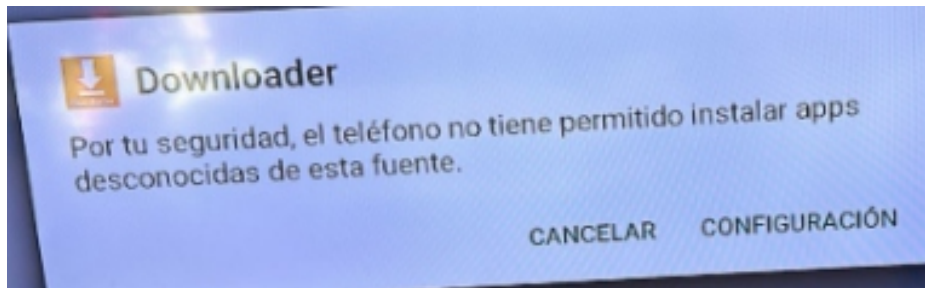 Downloader
Por tu seguridad, el teléfono no tiene permitido instalar apps
desconocidas de esta fuente.
CANCELAR CONFIGURACIÓN